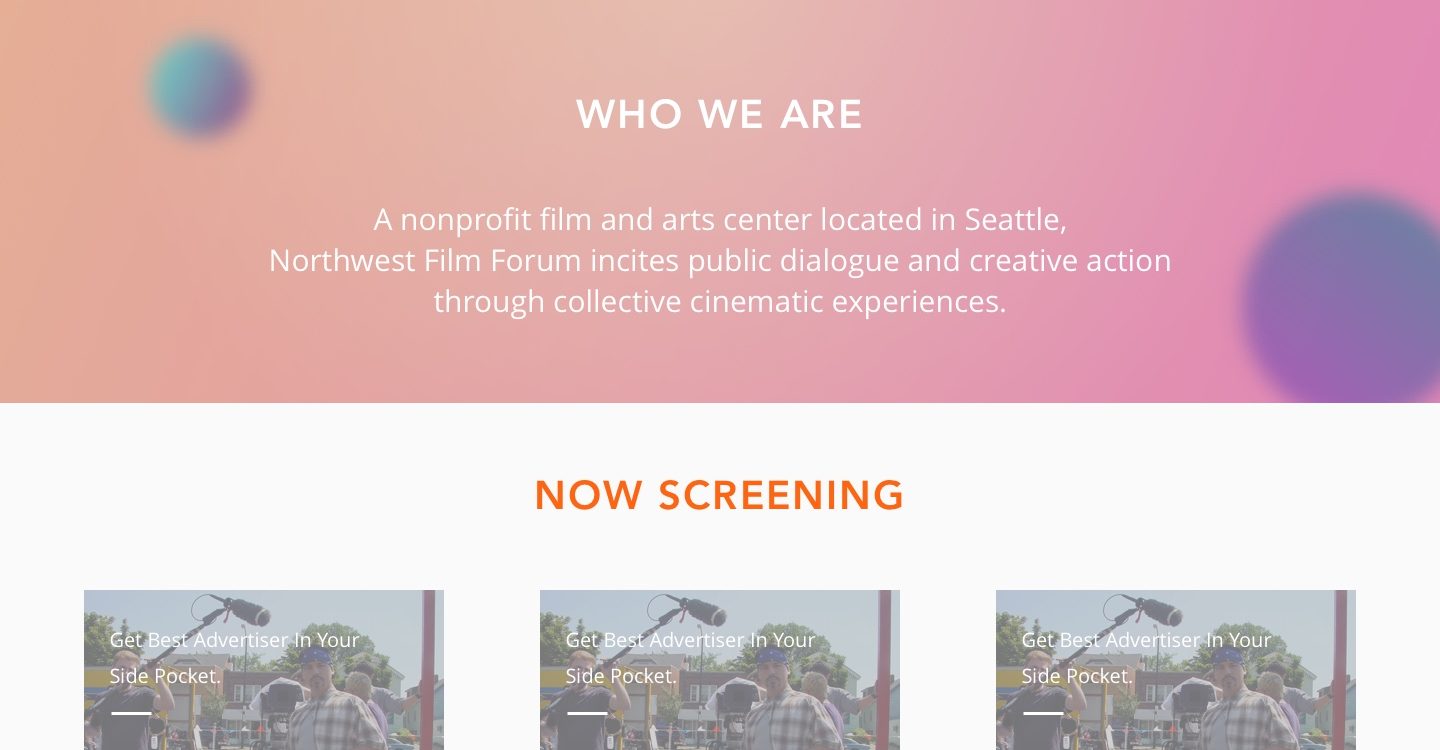 WHO WE ARE
A nonprofit film and arts center located in Seattle,
Northwest Film Forum incites public dialogue and creative action
through collective cinematic experiences.
NOW SCREENING
Get Best Advertiser In Your
Side Pocket.
Get Best Advertiser In Your
Side Pocket.
Get Best Advertiser In Your
Side Pocket.